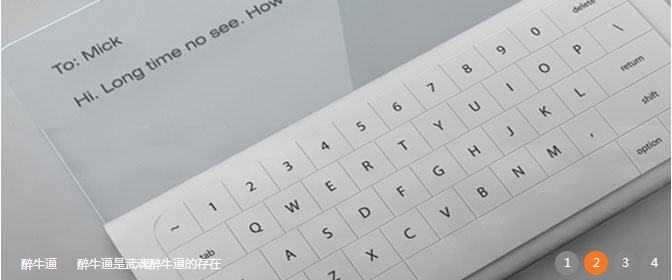 To: Mick
Hi. Long time no see. How
~ 1 2 3 4 5 6 7 8 9 0 delete
tab Q W E R T Y U I O P \
A S D F G H J K L return
Z X C V B N M , shift
option
醉牛逼 醉牛逼是武魂醉牛逼的存在
1 2 3 4